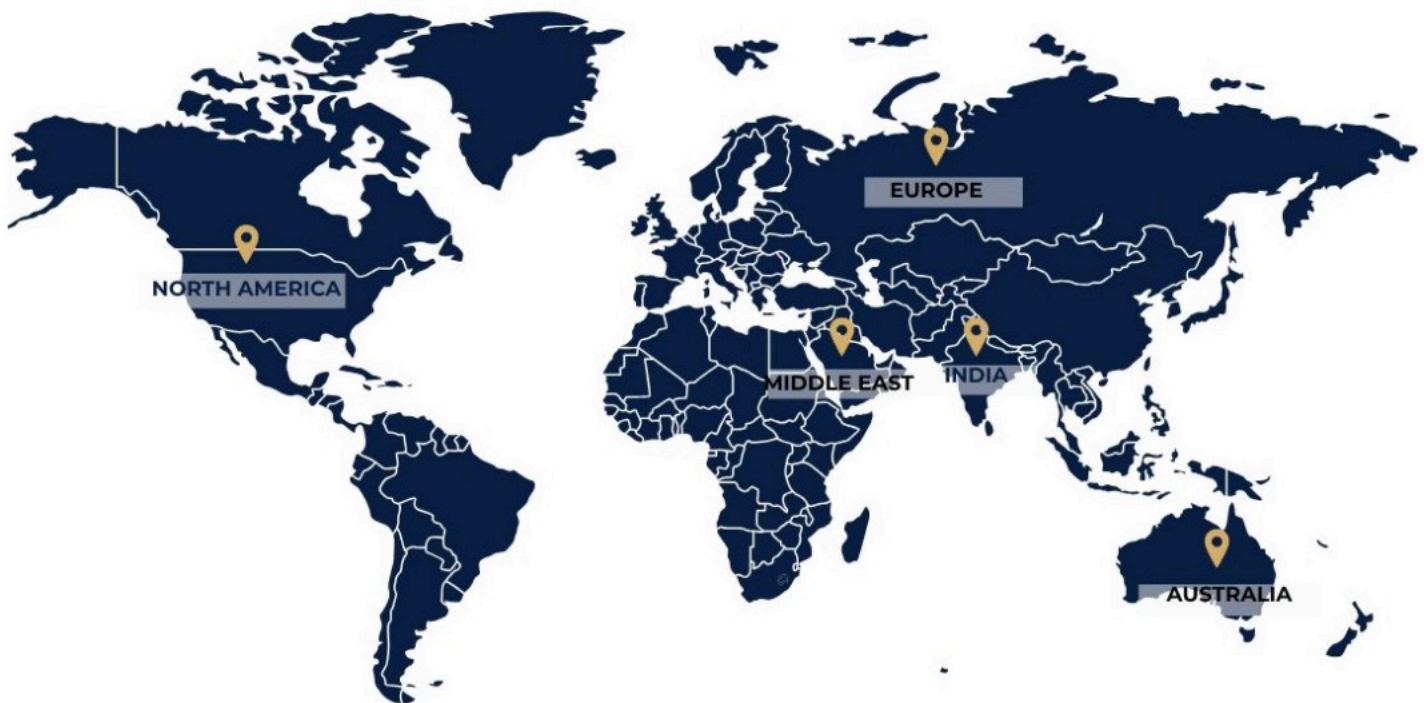 EUROPE
NORTH AMERICA
MIDDLE EAST
INDIA
AUSTRALIA